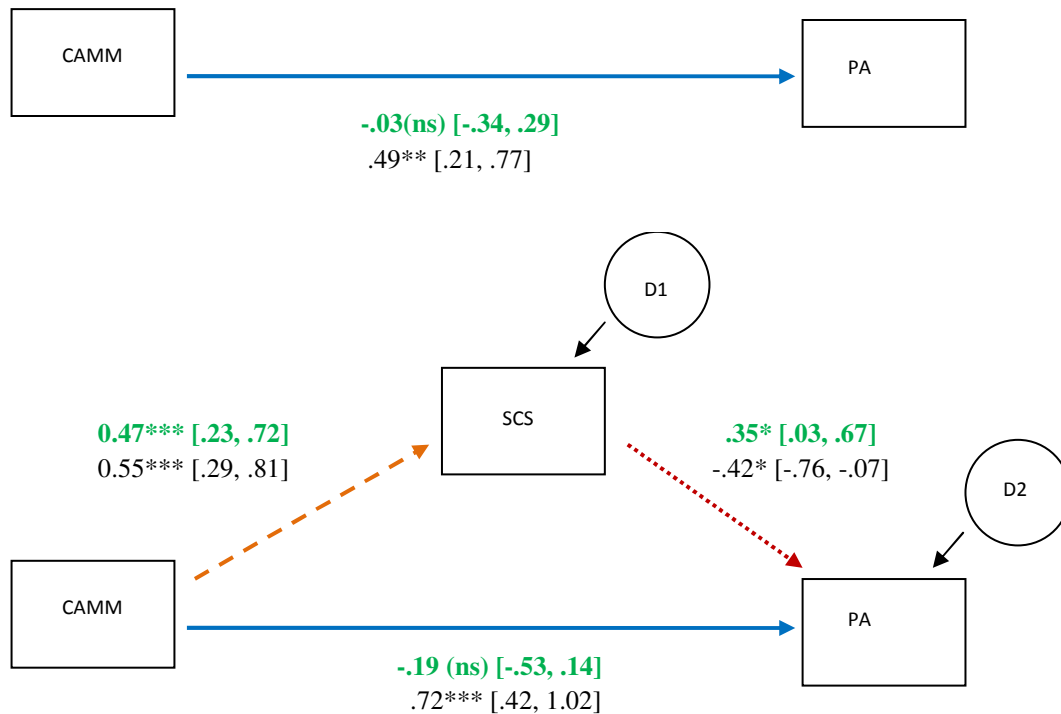 CAMM
PA
-.03(ns) [-.34, .29]
.49** [.21, .77]
D1
SCS
0.47*** [.23, .72]
0.55*** [.29, .81]
.35* [.03, .67]
-.42* [-.76, -.07]
D2
CAMM
PA
-.19 (ns) [-.53, .14]
.72*** [.42, 1.02]